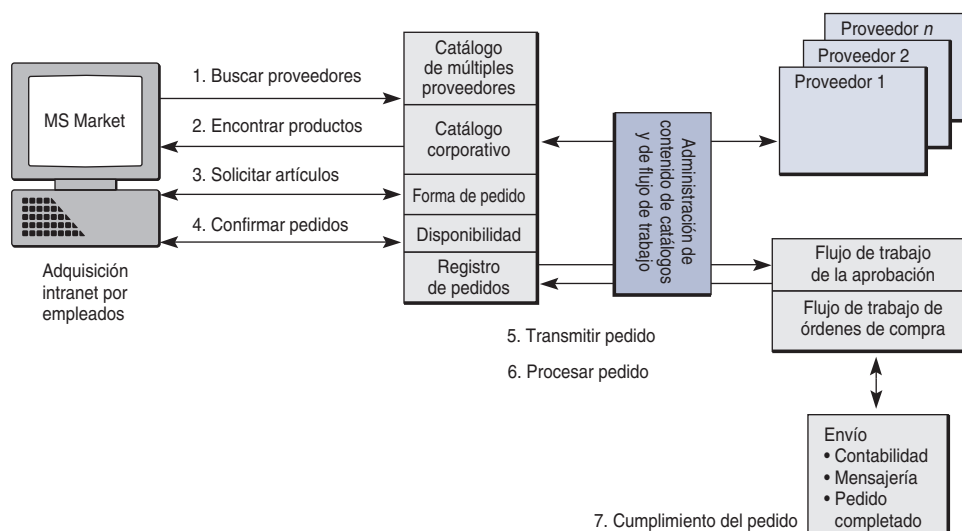 MS Market
Adquisición
intranet por
empleados
1. Buscar proveedores
2. Encontrar productos
3. Solicitar artículos
4. Confirmar pedidos
Catálogo
de múltiples
proveedores
Catálogo
corporativo
Forma de pedido
Disponibilidad
Registro
de pedidos
Administración de
contenido de catálogos
y de flujo de trabajo
Proveedor n
Proveedor 2
Proveedor 1
Flujo de trabajo
de la aprobación
Flujo de trabajo de
órdenes de compra
5. Transmitir pedido
6. Procesar pedido
Envío
• Contabilidad
• Mensajería
• Pedido
completado
7. Cumplimiento del pedido